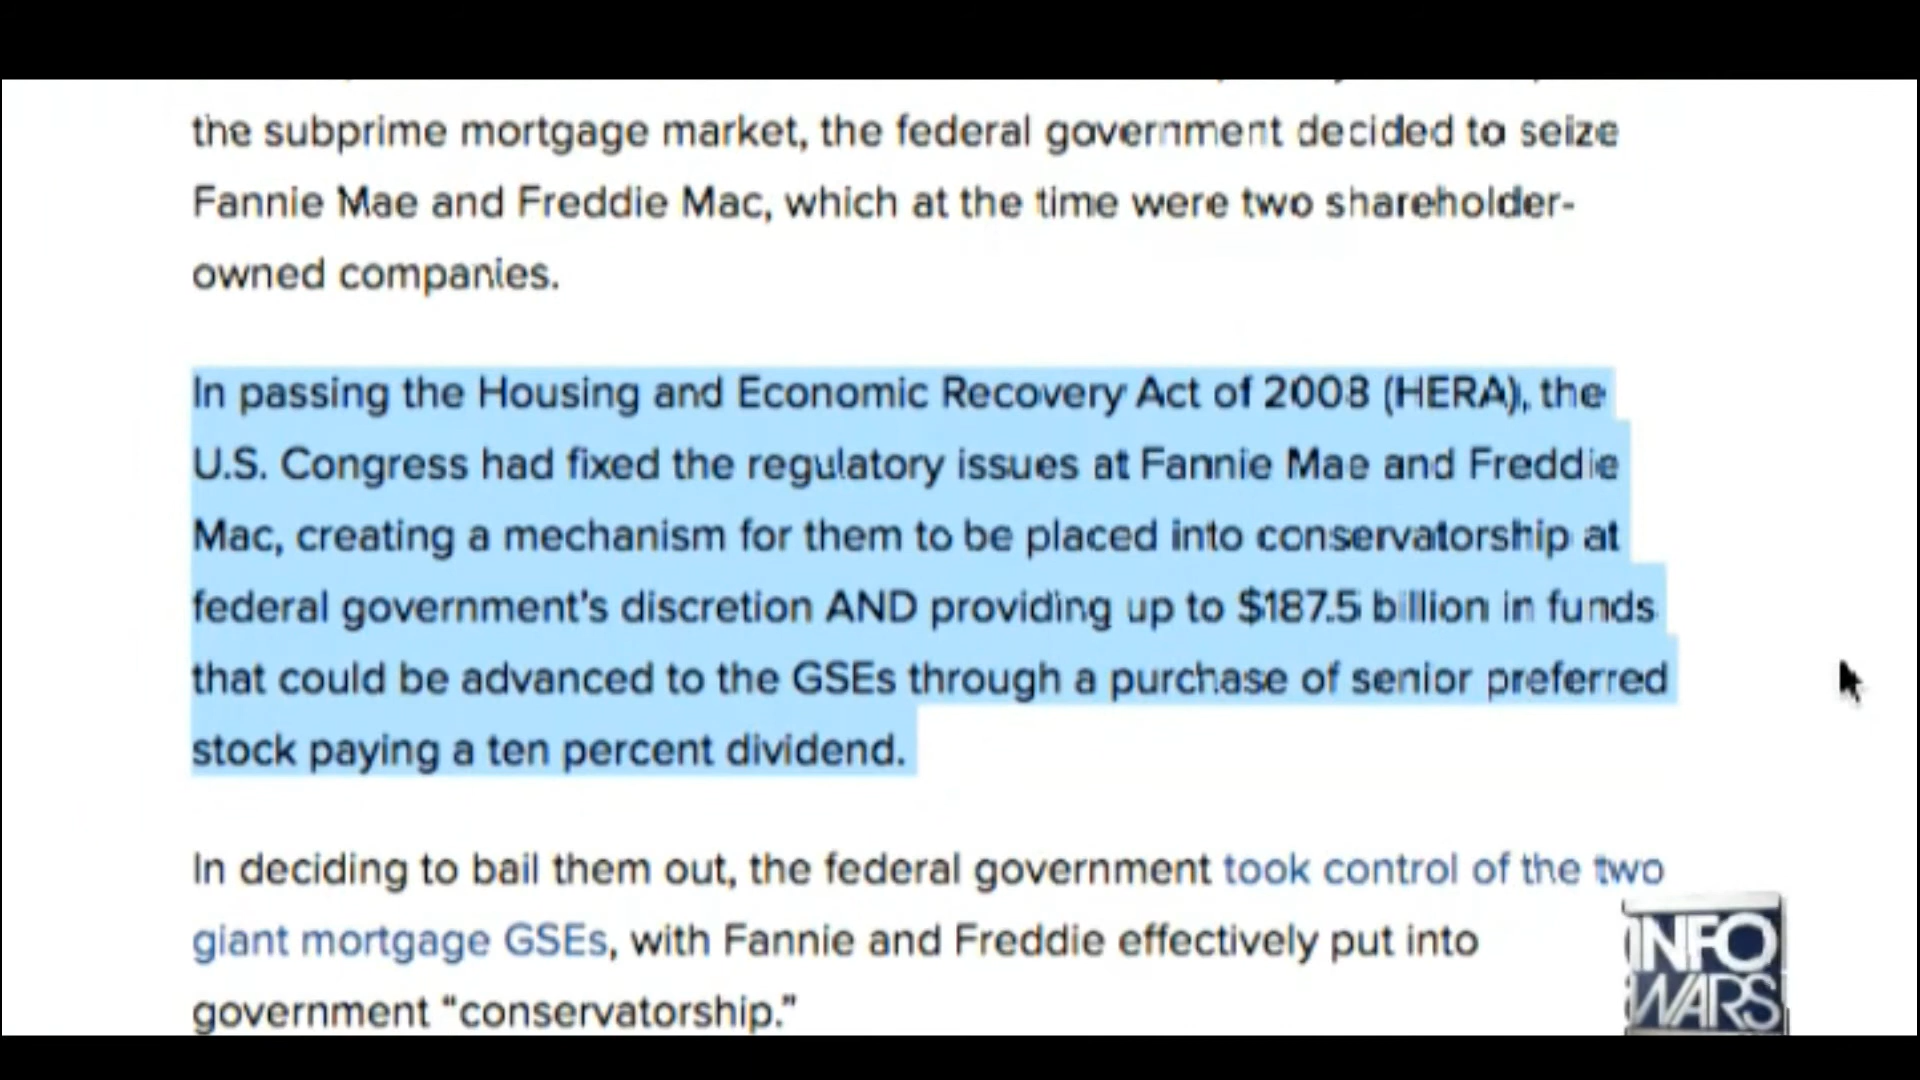 the subprime mortgage market, the federal government decided to seize
Fannie Mae and Freddie Mac, which at the time were two shareholder-
owned companies.
In passing the Housing and Economic Recovery Act of 2008 (HERA), the
U.S. Congress had fixed the regulatory issues at Fannie Mae and Freddie
Mac, creating a mechanism for them to be placed into conservatorship at
federal government's discretion AND providing up to $187.5 billion in funds
that could be advanced to the GSEs through a purchase of senior preferred
stock paying a ten percent dividend.
In deciding to bail them out, the federal government took control of the two
giant mortgage GSEs, with Fannie and Freddie effectively put into
government “conservatorship.”
INFO
WARS